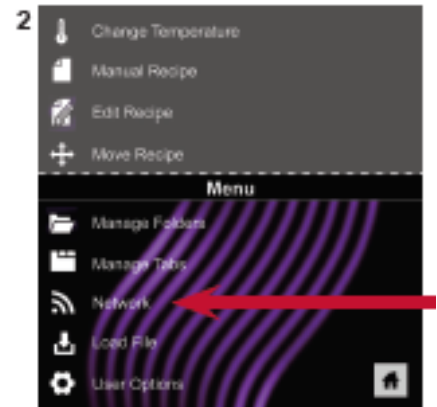 2
Change Temperature
Manual Recipe
Edit Recipe
Move Recipe
Menu
Manage Folders
Manage Tabs
Network
Load File
User Options